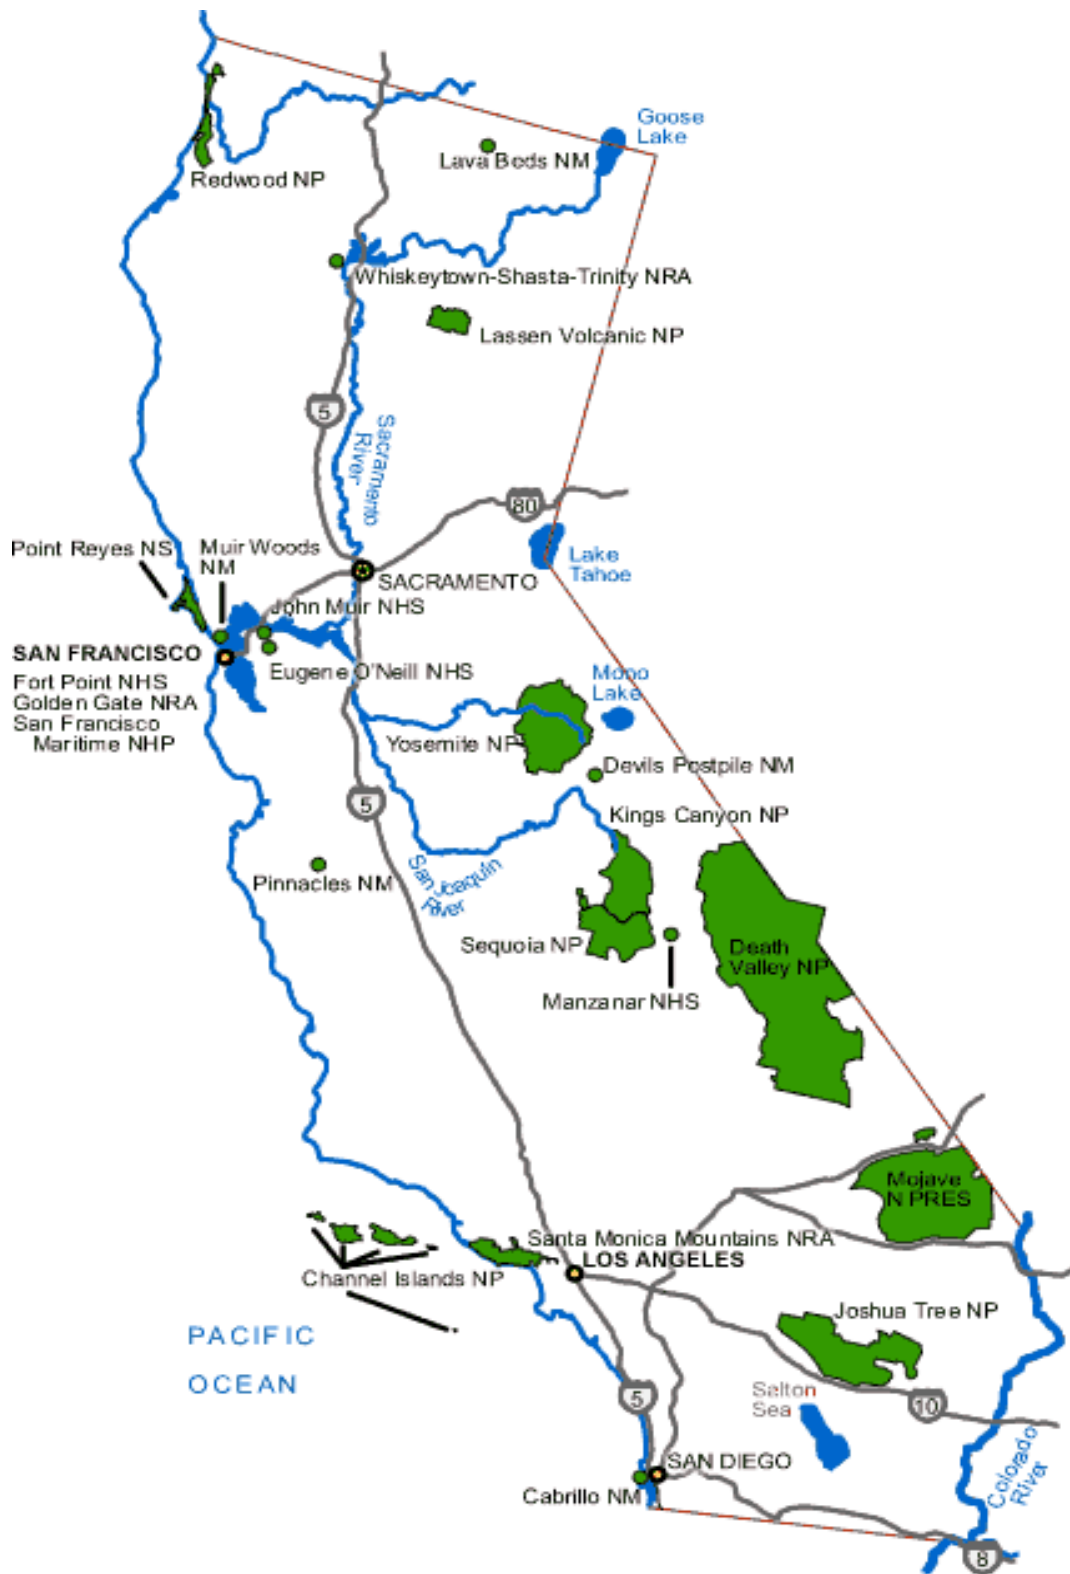 Goose
Lake
Lava Beds NM
Redwood NP
Whiskeytown-Shasta-Trinity NRA
Lassen Volcanic NP
5
Sacramento
River
80
Point Reyes NS
Muir Woods
NM
Lake
Tahoe
SACRAMENTO
John Muir NHS
SAN FRANCISCO
Eugene O'Neill NHS
Fort Point NHS
Golden Gate NRA
San Francisco
Maritime NHP
Mono
Lake
Yosemite NP
Devils Postpile NM
5
Kings Canyon NP
San Joaquin
River
Pinnacles NM
Sequoia NP
Death
Valley NP
Manzanar NHS
Mojave
N PRES
Santa Monica Mountains NRA
LOS ANGELES
Channel Islands NP
Joshua Tree NP
PACIFIC
OCEAN
Salton
Sea
5
10
Colorado
River
SAN DIEGO
Cabrillo NM
8